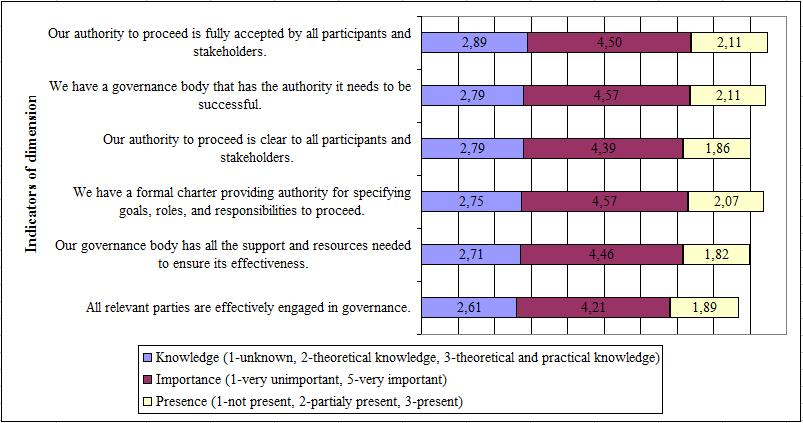 Indicators of dimension
Our authority to proceed is fully accepted by all participants and
stakeholders.
2,89 4,50 2,11
We have a governance body that has the authority it needs to be
successful.
2,79 4,57 2,11
Our authority to proceed is clear to all participants and
stakeholders.
2,79 4,39 1,86
We have a formal charter providing authority for specifying
goals, roles, and responsibilities to proceed.
2,75 4,57 2,07
Our governance body has all the support and resources needed
to ensure its effectiveness.
2,71 4,46 1,82
All relevant parties are effectively engaged in governance.
2,61 4,21 1,89
Knowledge (1-unknown, 2-theoretical knowledge, 3-theoretical and practical knowledge)
Importance (1-very unimportant, 5-very important)
Presence (1-not present, 2-partialy present, 3-present)